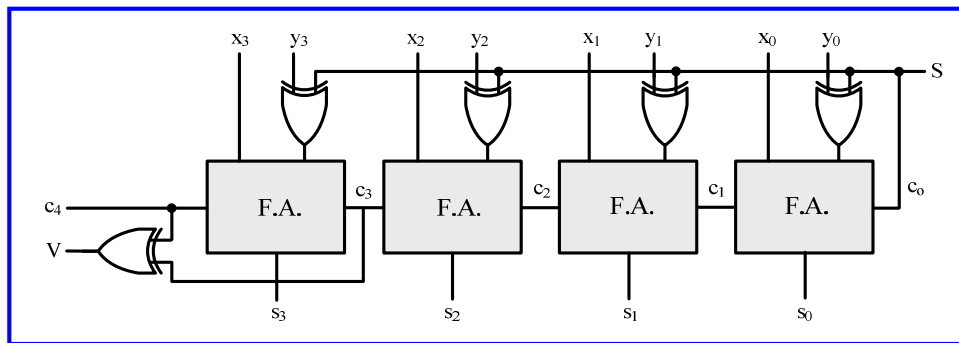 x3 y3 x2 y2 x1 y1 x0 y0
S
c4 F.A. c3 F.A. c2 F.A. c1 F.A. co
V
s3 s2 s1 s0